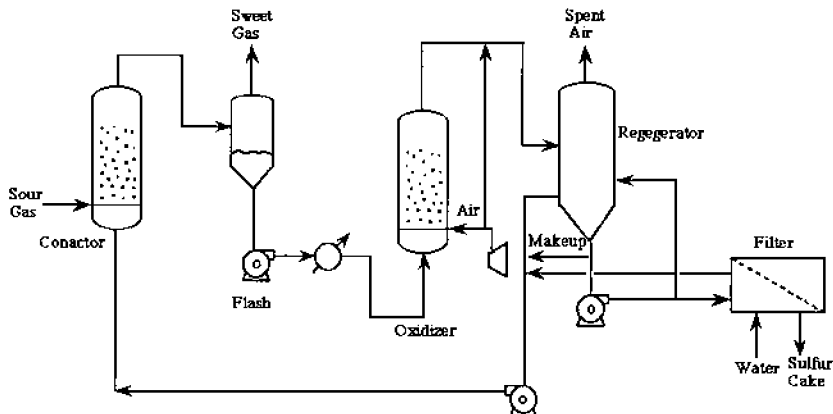 Sweet
Gas
Spent
Air
Regegerator
Sour
Gas
Conactor
Air
Makeup
Filter
Flash
Oxidizer
Water
Sulfur
Cake